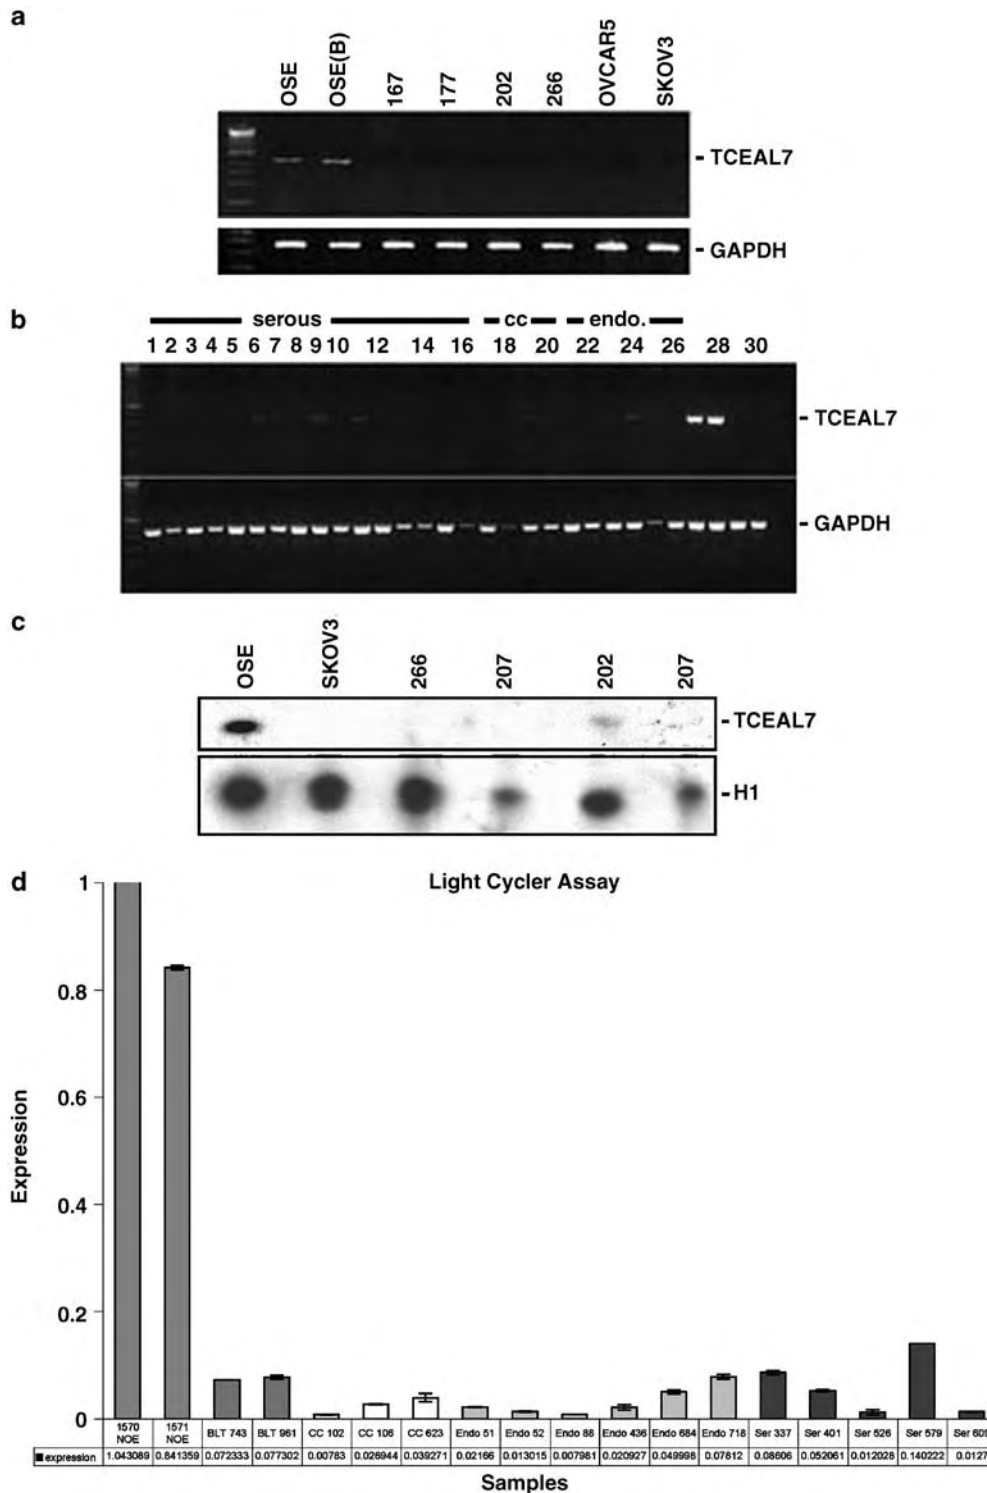 a
OSE OSE(B) 167 177 202 266 OVCAR5 SKOV3
- TCEAL7
- GAPDH
b
serous cc endo.
1 2 3 4 5 6 7 8 9 10 12 14 16 18 20 22 24 26 28 30
- TCEAL7
- GAPDH
c
OSE SKOV3 266 207 202 207
- TCEAL7
- H1
d
Light Cycler Assay
1
0.8
0.6
0.4
0.2
0
Expression
1570 NOE 1571 NOE BLT 743 BLT 961 CC 102 CC 106 CC 623 Endo 51 Endo 52 Endo 88 Endo 436 Endo 684 Endo 718 Ser 337 Ser 401 Ser 526 Ser 579 Ser 609
expression 1.043089 0.841359 0.072333 0.077302 0.00783 0.026944 0.039271 0.02166 0.013015 0.007981 0.020927 0.049998 0.07812 0.08606 0.052061 0.012028 0.140222 0.0127
Samples